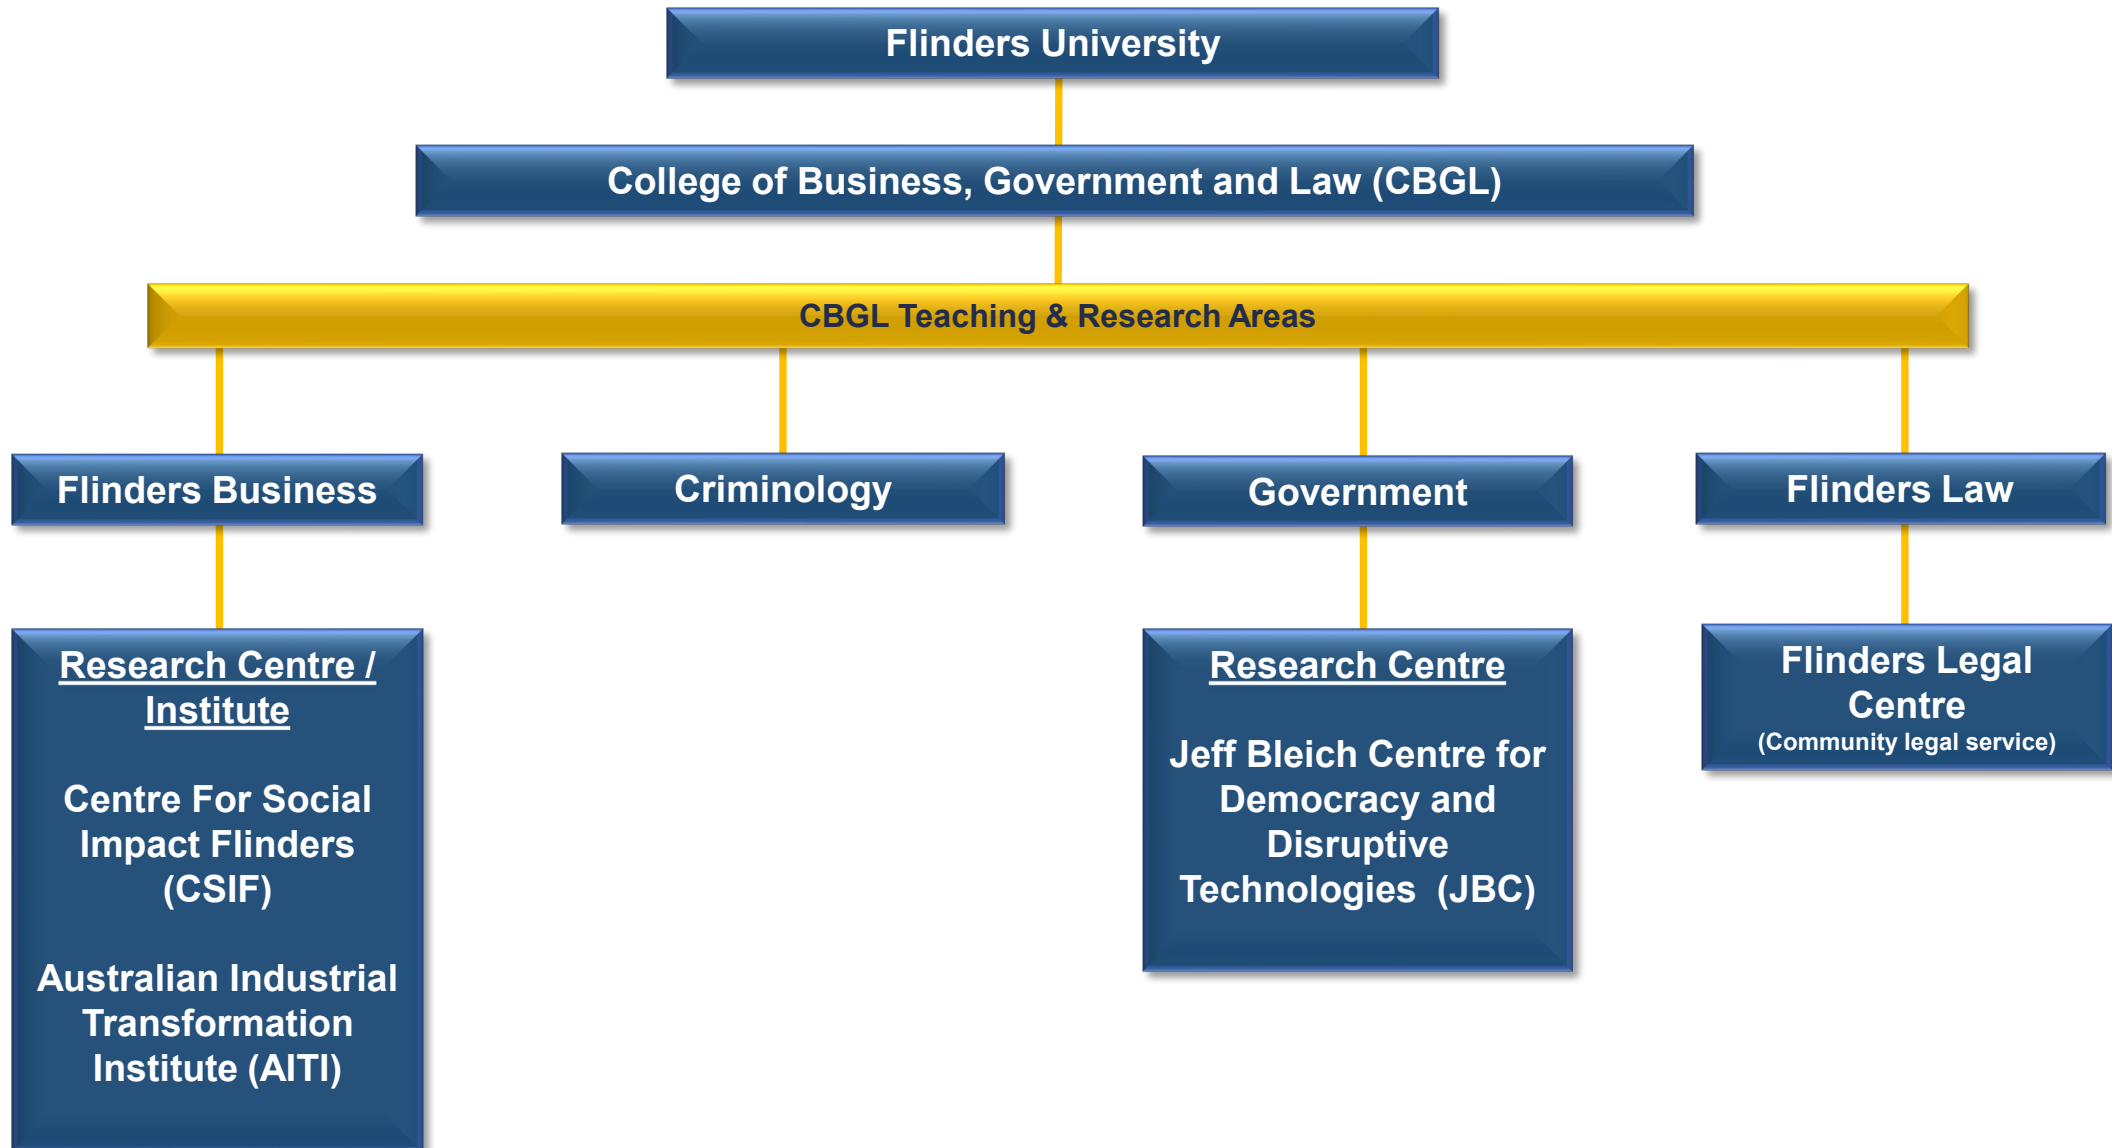 Flinders University
College of Business, Government and Law (CBGL)
CBGL Teaching & Research Areas
Flinders Business
Criminology
Government
Flinders Law
Research Centre /
Institute
Centre For Social
Impact Flinders
(CSIF)
Australian Industrial
Transformation
Institute (AITI)
Research Centre
Jeff Bleich Centre for
Democracy and
Disruptive
Technologies  (JBC)
Flinders Legal
Centre
(Community legal service)